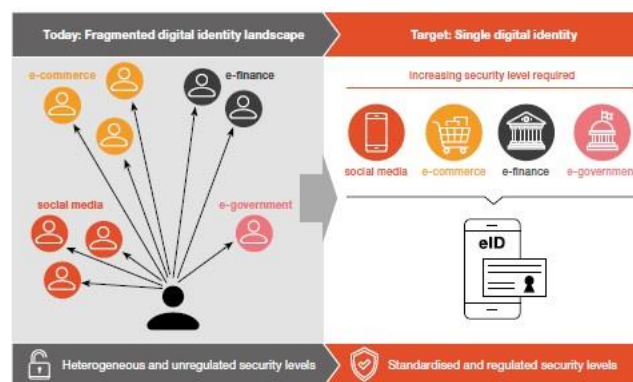 Today: Fragmented digital identity landscape
Target: Single digital identity
e-commerce
e-finance
social media
e-government
Increasing security level required
social media
e-commerce
e-finance
e-government
eID
Heterogeneous and unregulated security levels
Standardised and regulated security levels